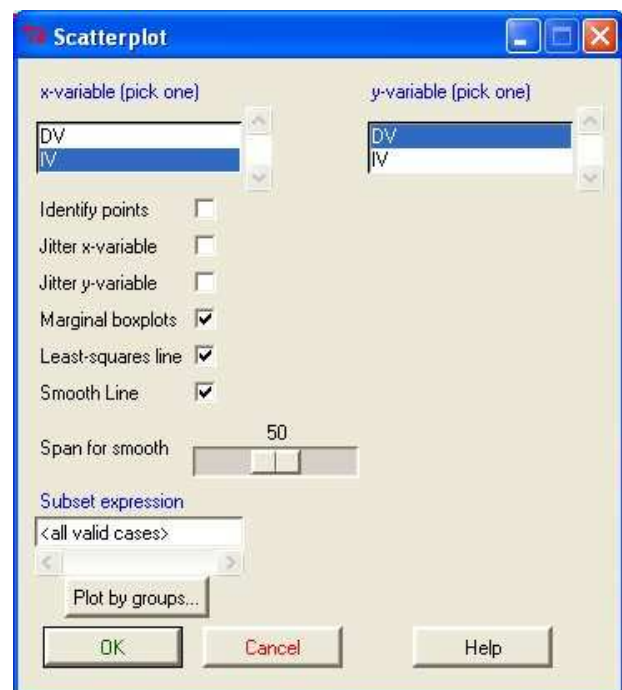 Scatterplot
x-variable (pick one)
y-variable (pick one)
DV
IV
DV
IV
Identify points
Jitter x-variable
Jitter y-variable
Marginal boxplots
Least-squares line
Smooth Line
Span for smooth
50
Subset expression
<all valid cases>
Plot by groups...
OK
Cancel
Help